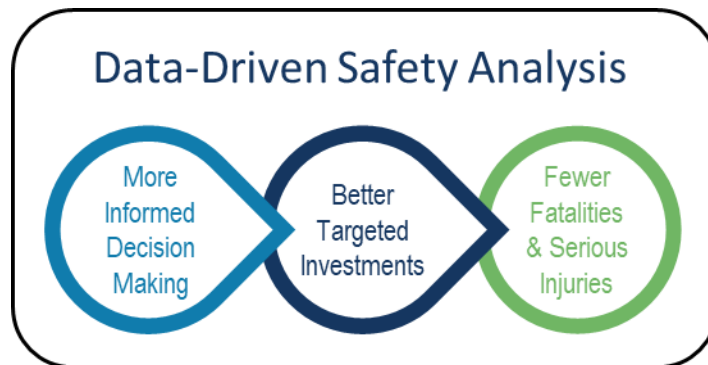 Data-Driven Safety Analysis
More
Informed
Decision
Making
Better
Targeted
Investments
Fewer
Fatalities
& Serious
Injuries